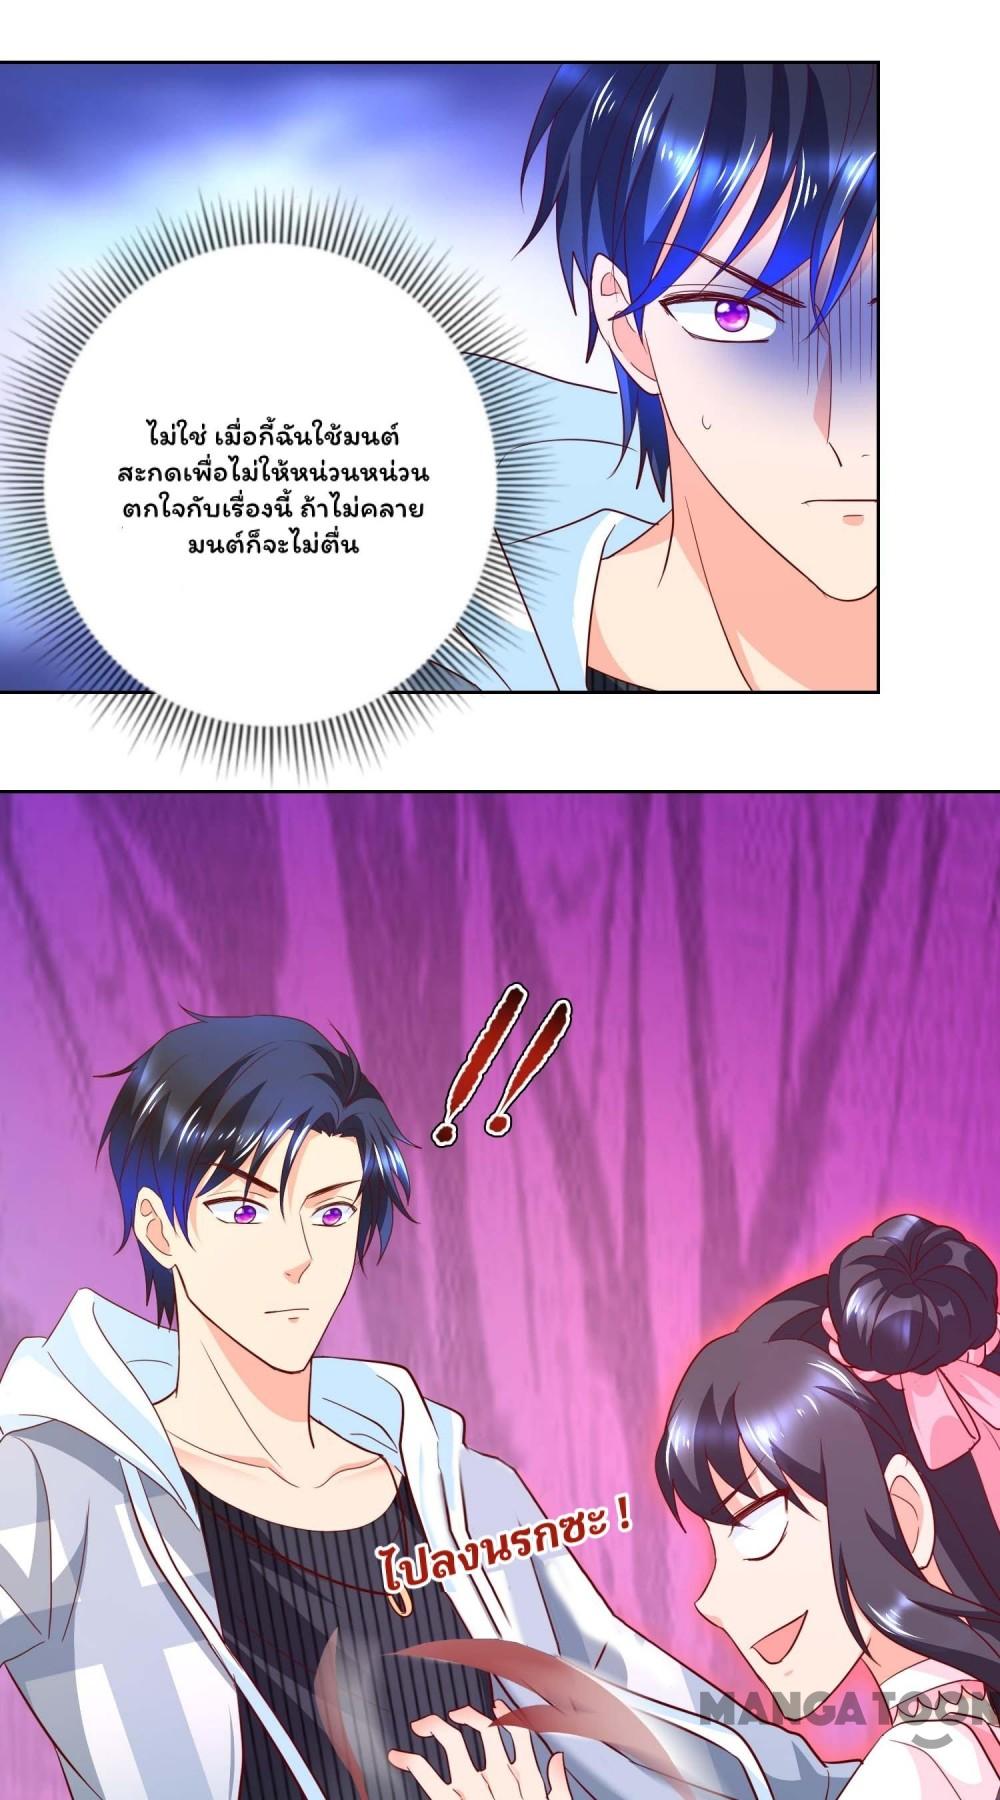 ไม่ใช่ เมื่อกี้ฉันใช้มนต์
สะกดเพื่อไม่ให้หน่วนหน่วน
ตกใจกับเรื่องนี้ ถ้าไม่คลาย
มนต์ก็จะไม่ตื่น
!!
ไปลงนรกซะ !
MANGATOON